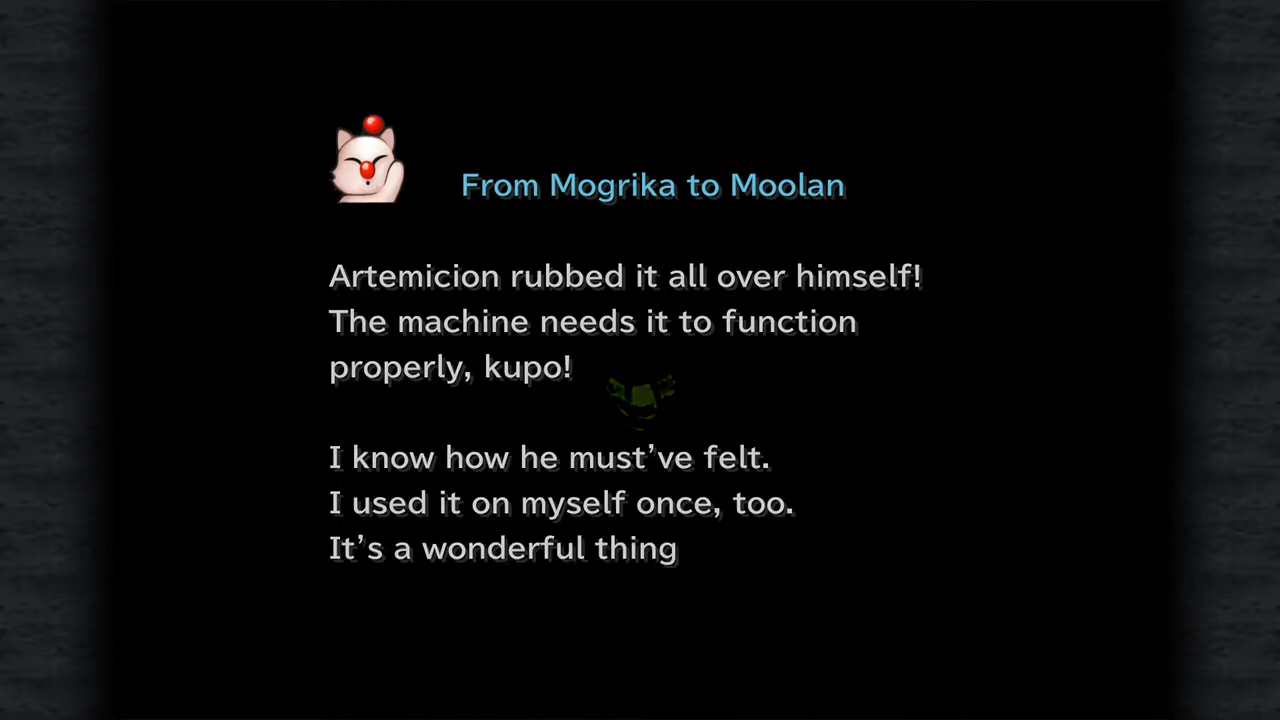 From Mogrika to Moolan
Artemicion rubbed it all over himself!
The machine needs it to function
properly, kupo!
I know how he must’ve felt.
I used it on myself once, too.
It’s a wonderful thing